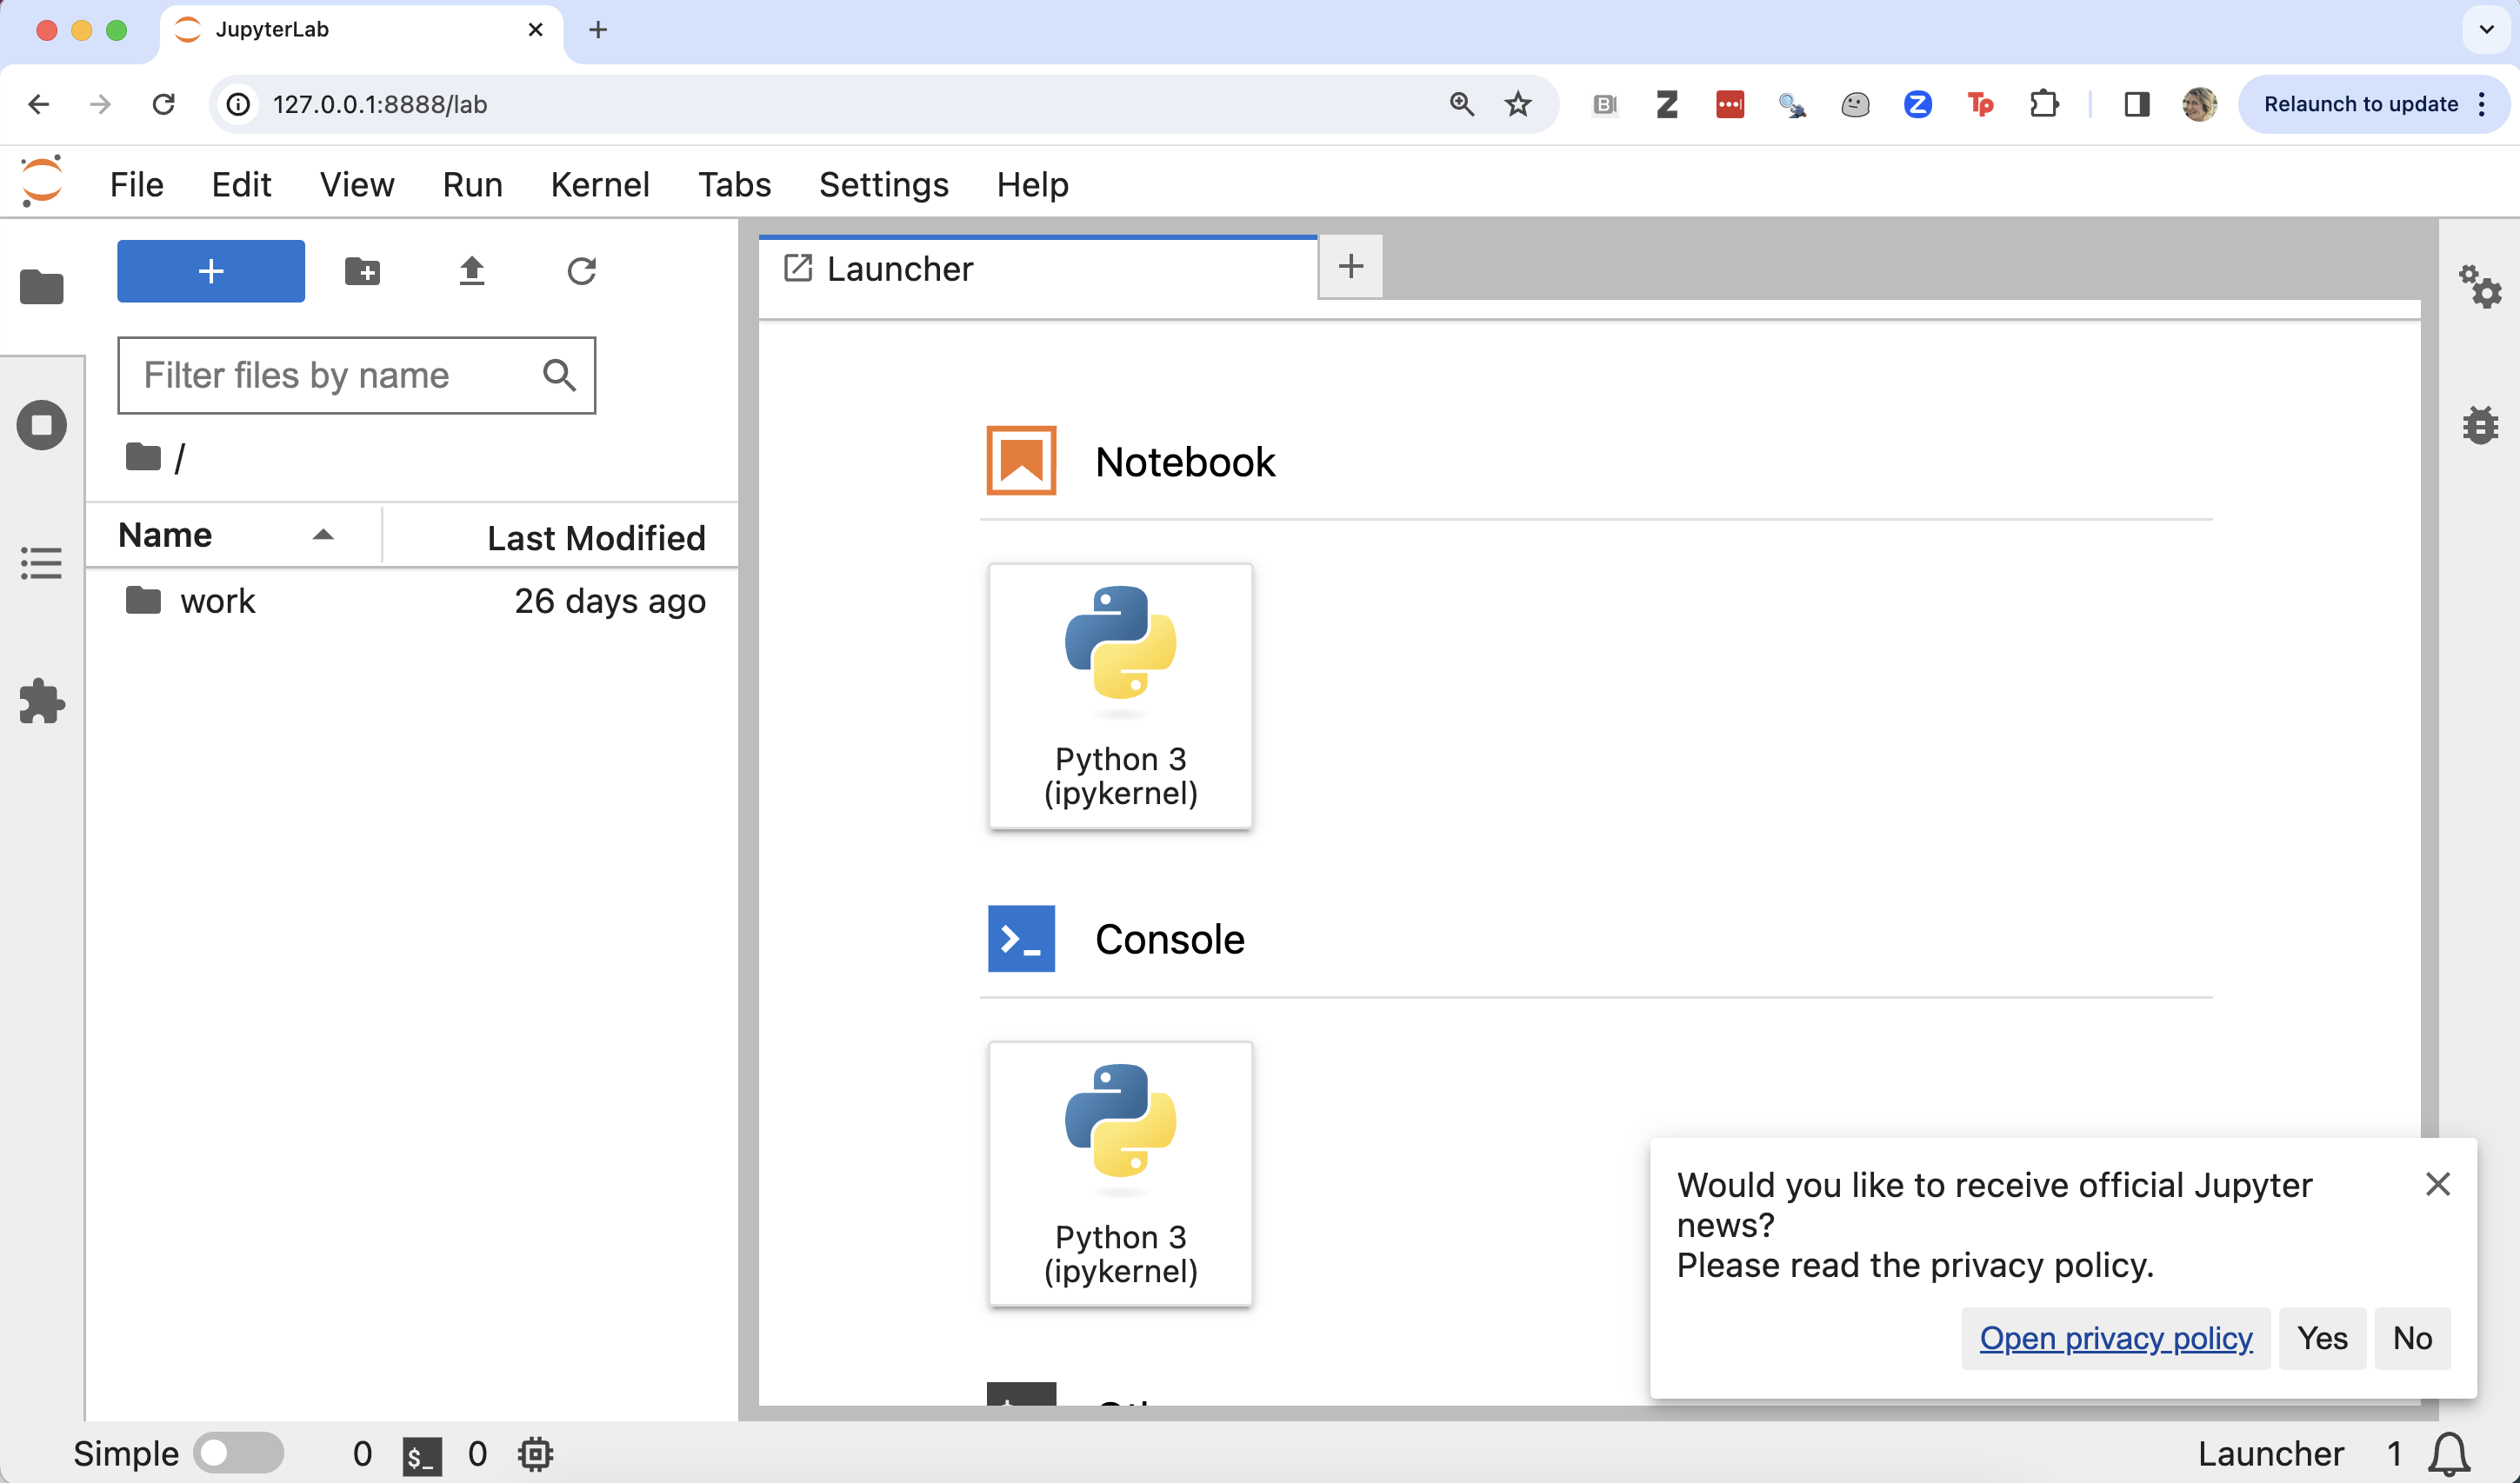 JupyterLab
127.0.0.1:8888/lab
Relaunch to update
File Edit View Run Kernel Tabs Settings Help
Launcher
Filter files by name
/
Name Last Modified
work 26 days ago
Notebook
Python 3
(ipykernel)
Console
Python 3
(ipykernel)
Would you like to receive official Jupyter
news?
Please read the privacy policy.
Open privacy policy Yes No
Simple 0 $_ 0 Launcher 1